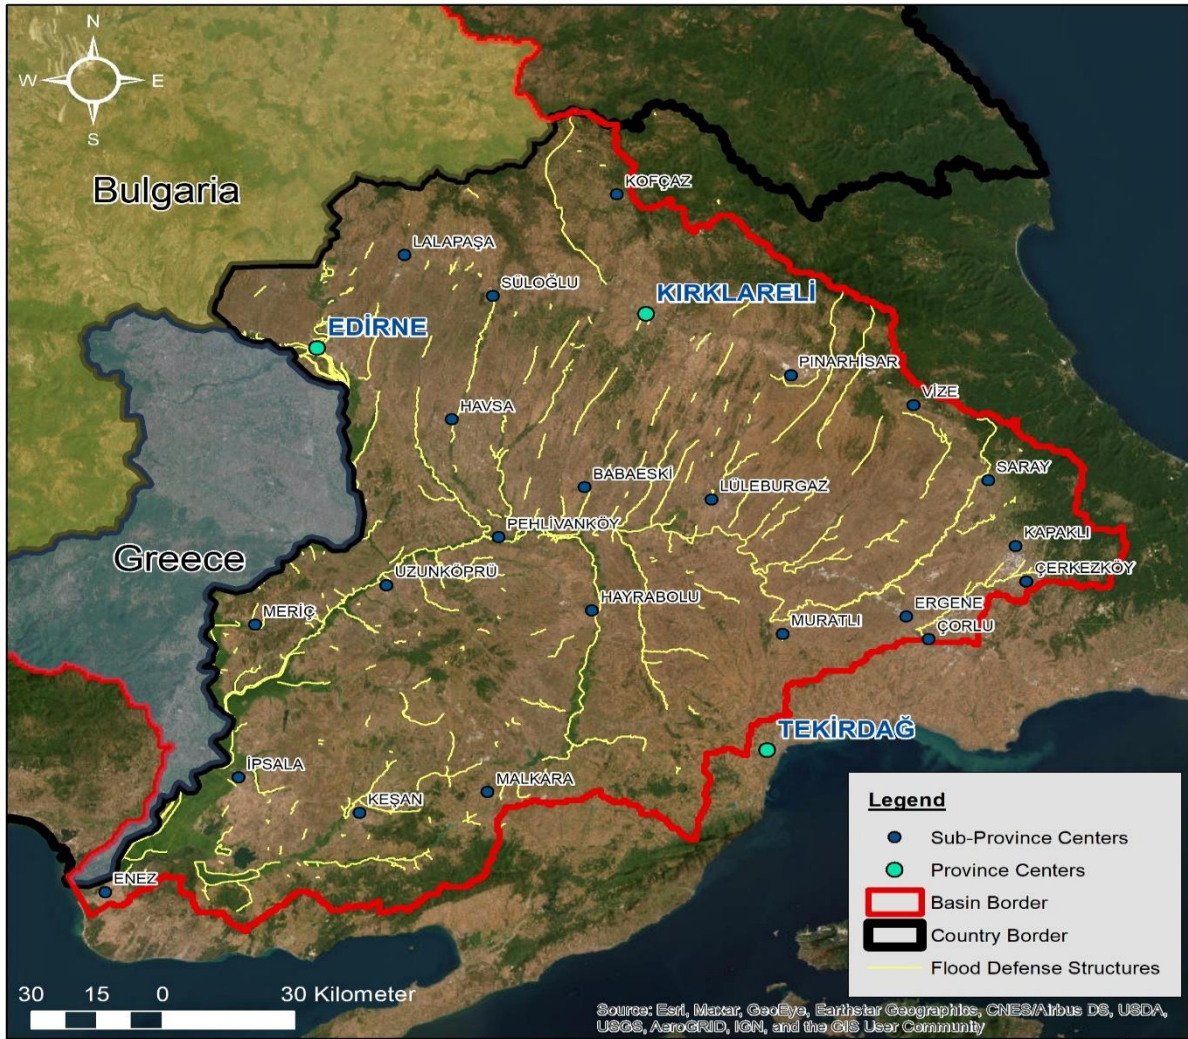 N
W E
S
Bulgaria
KOFÇAZ
LALAPAŞA
SÜLOĞLU
KIRKLARELİ
EDİRNE
PINARHİSAR
VİZE
HAVSA
BABAESKİ
LÜLEBURGAZ
SARAY
PEHLİVANKÖY
KAPAKLI
Greece
UZUNKÖPRÜ
ÇERKEZKÖY
MERİÇ
HAYRABOLU
ERGENE
MURATLI
ÇORLU
TEKİRDAĞ
İPSALA
MALKARA
KEŞAN
ENEZ
Legend
Sub-Province Centers
Province Centers
Basin Border
Country Border
Flood Defense Structures
30 15 0 30 Kilometer
Source: Esri, Maxar, GeoEye, Earthstar Geographics, CNES/Airbus DS, USDA,
USGS, AeroGRID, IGN, and the GIS User Community